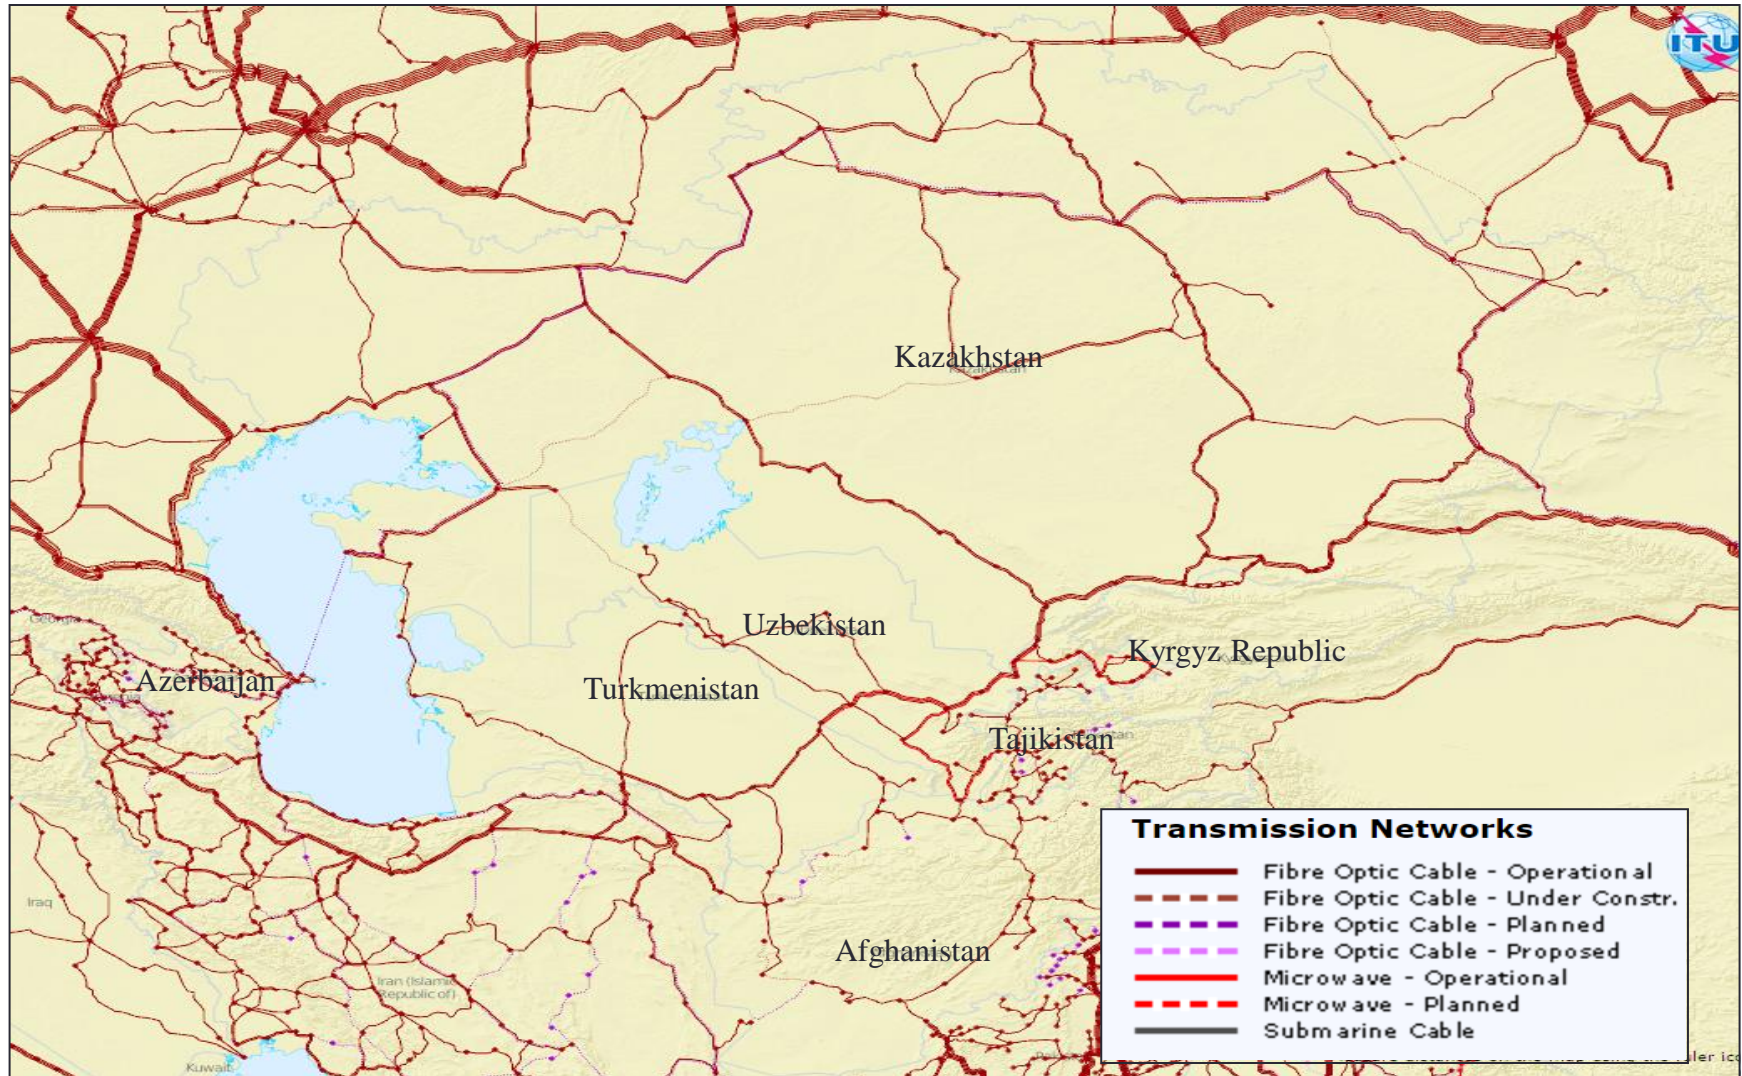 ITU
Kazakhstan
Kazakhstan
Uzbekistan
Georgia
Kyrgyz Republic
Azerbaijan
Turkmenistan
Tajikistan
Transmission Networks
Fibre Optic Cable - Operational
Fibre Optic Cable - Under Constr.
Fibre Optic Cable - Planned
Fibre Optic Cable - Proposed
Microwave - Operational
Microwave - Planned
Submarine Cable
Iraq
Afghanistan
Iran (Islamic
Republic of)
Kuwait